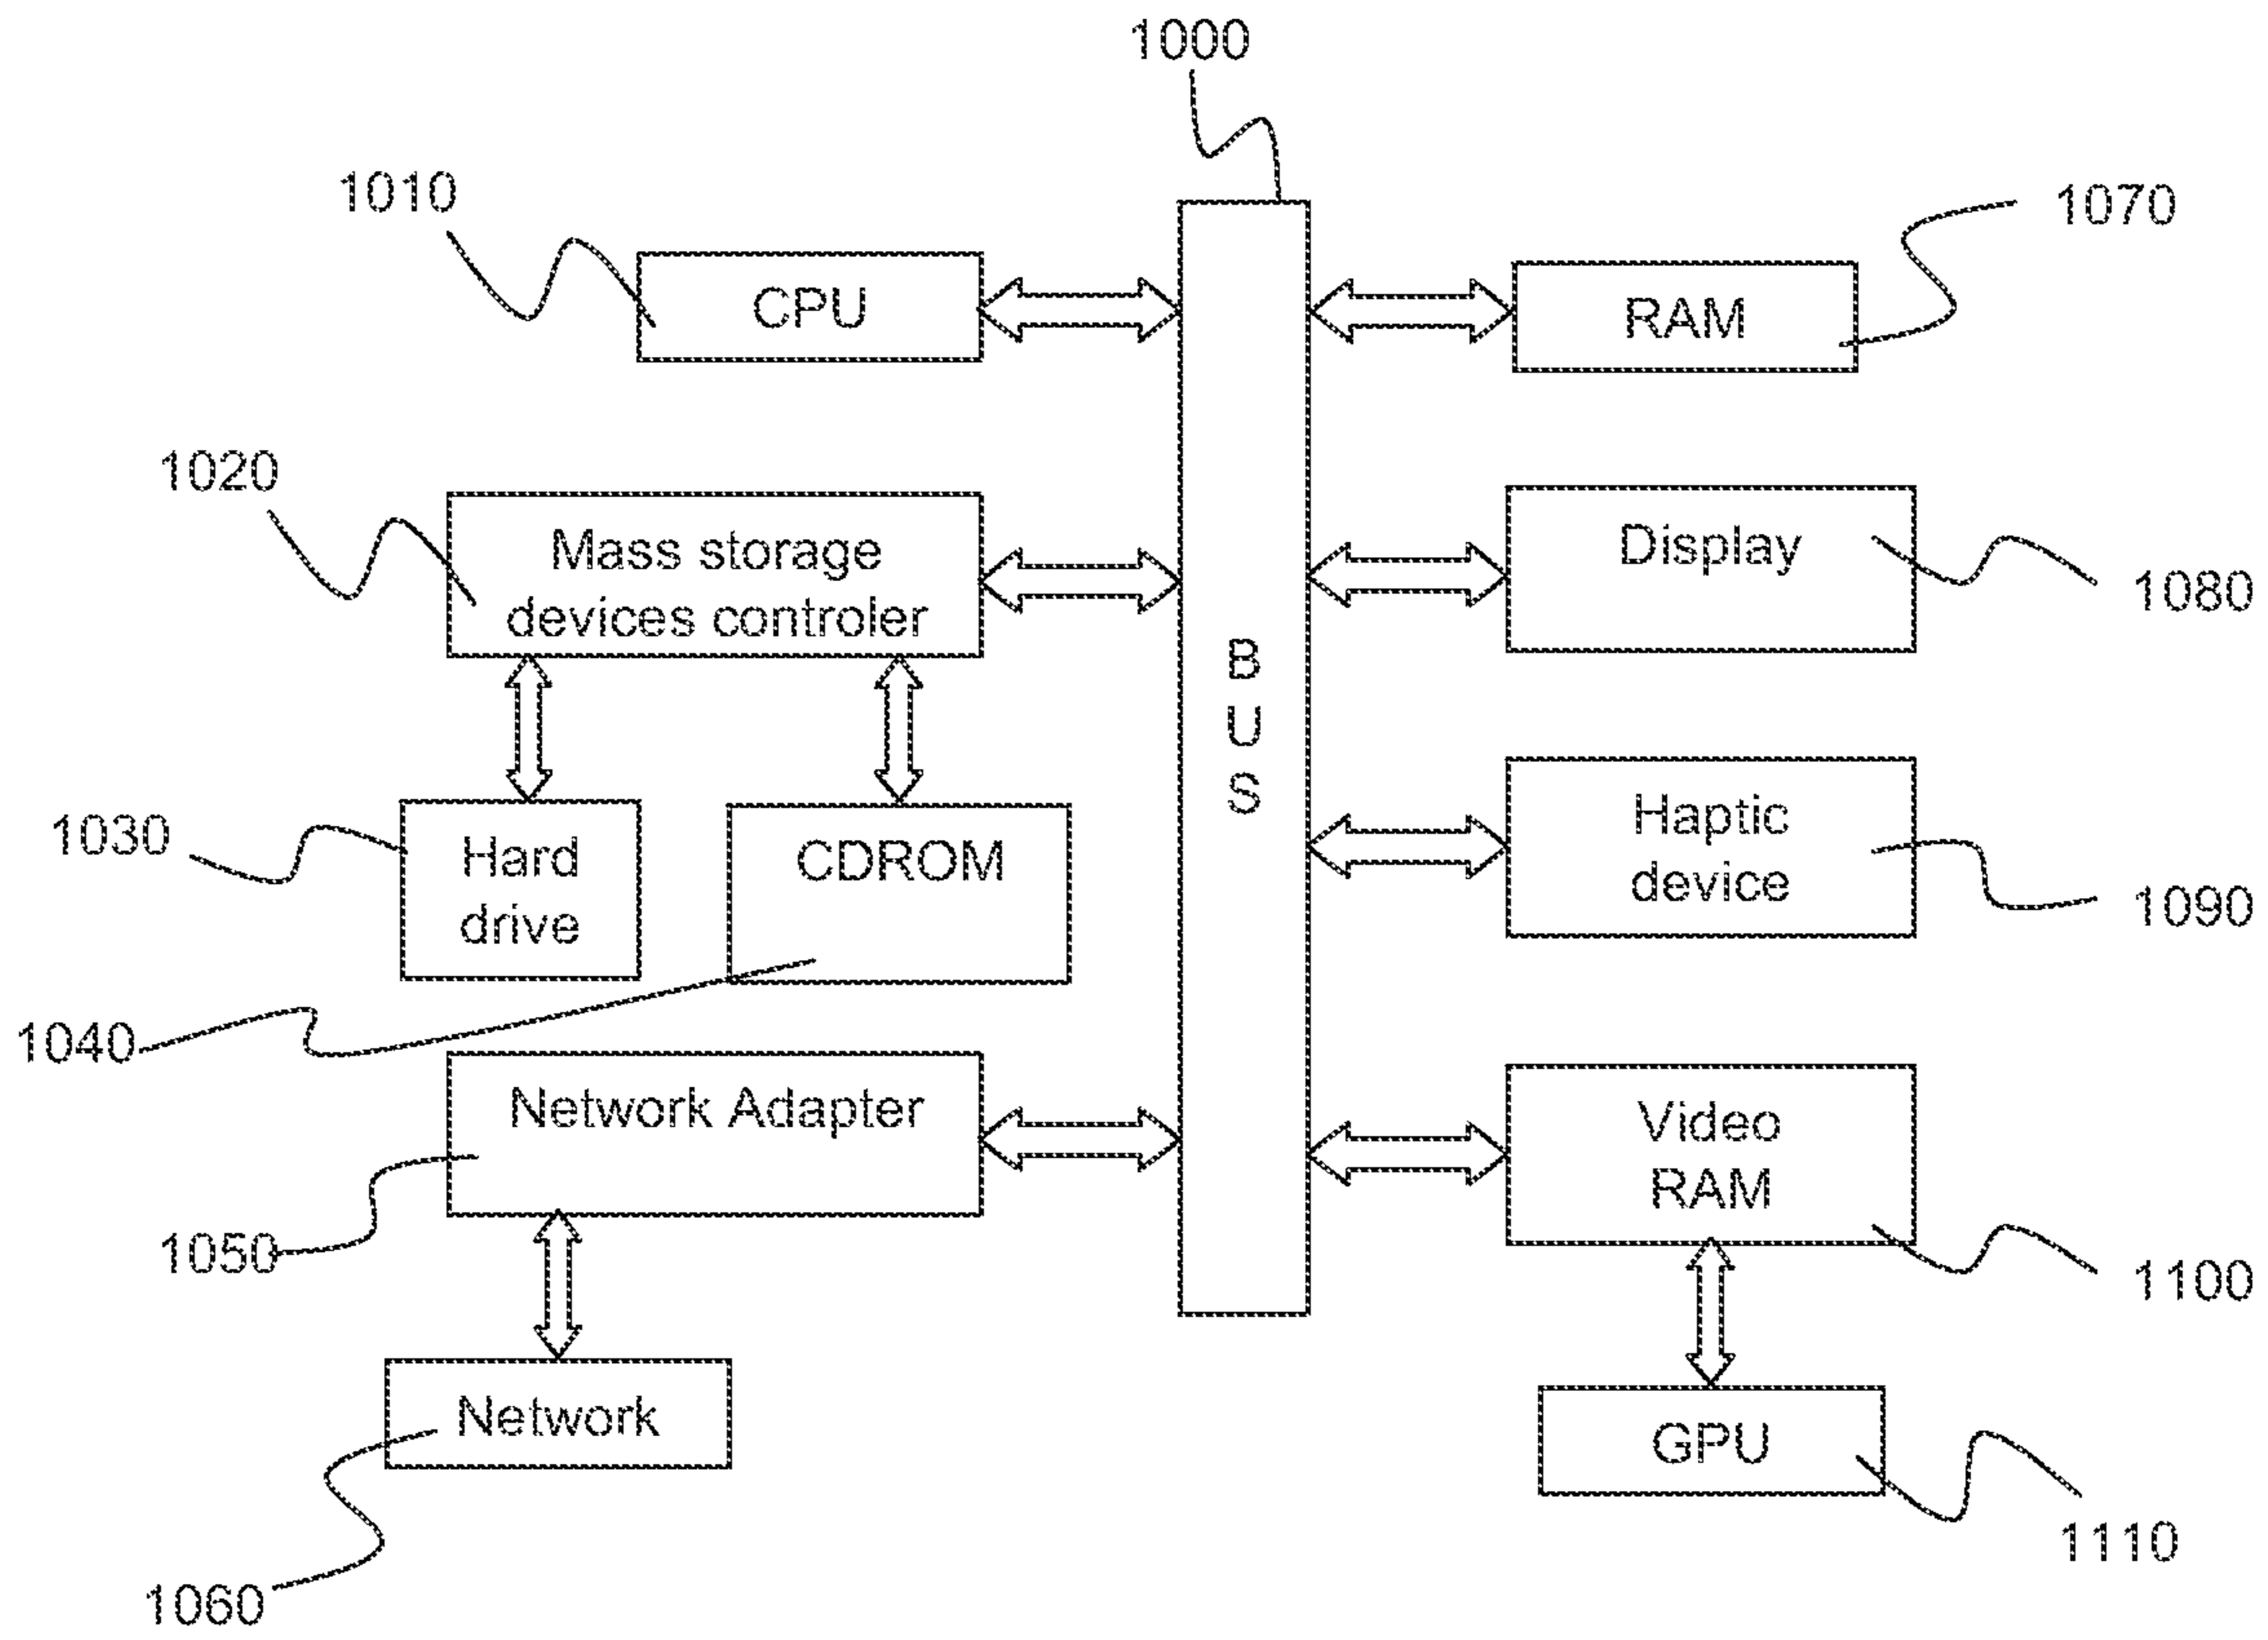 1000
1010
1070
CPU
RAM
1020
Mass storage
devices controler
Display
1080
B
U
S
1030
Hard
drive
CDROM
Haptic
device
1090
1040
Network Adapter
Video
RAM
1050
1100
Network
GPU
1110
1060